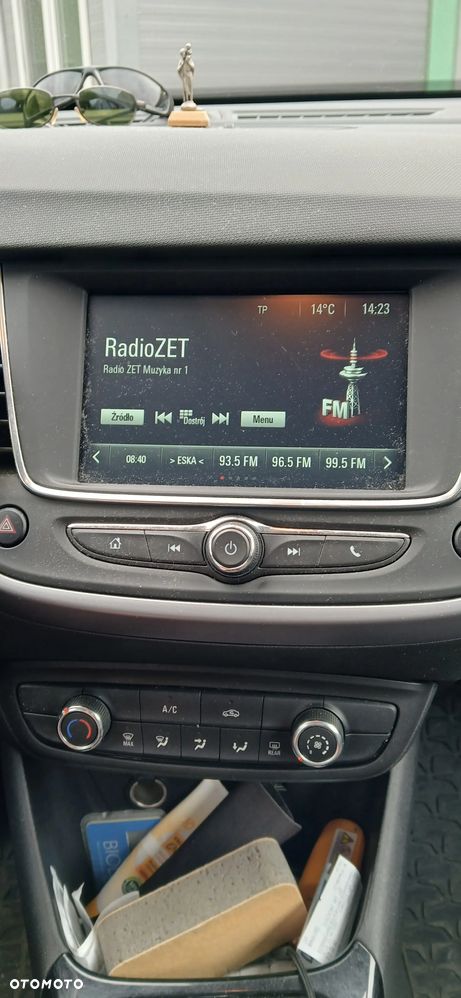 TP 14°C 14:23
RadioZET
Radio ZET Muzyka nr 1
FM
Źródło Dostrój Menu
08:40 > ESKA < 93.5 FM 96.5 FM 99.5 FM
A/C
MAX REAR
OTOMOTO